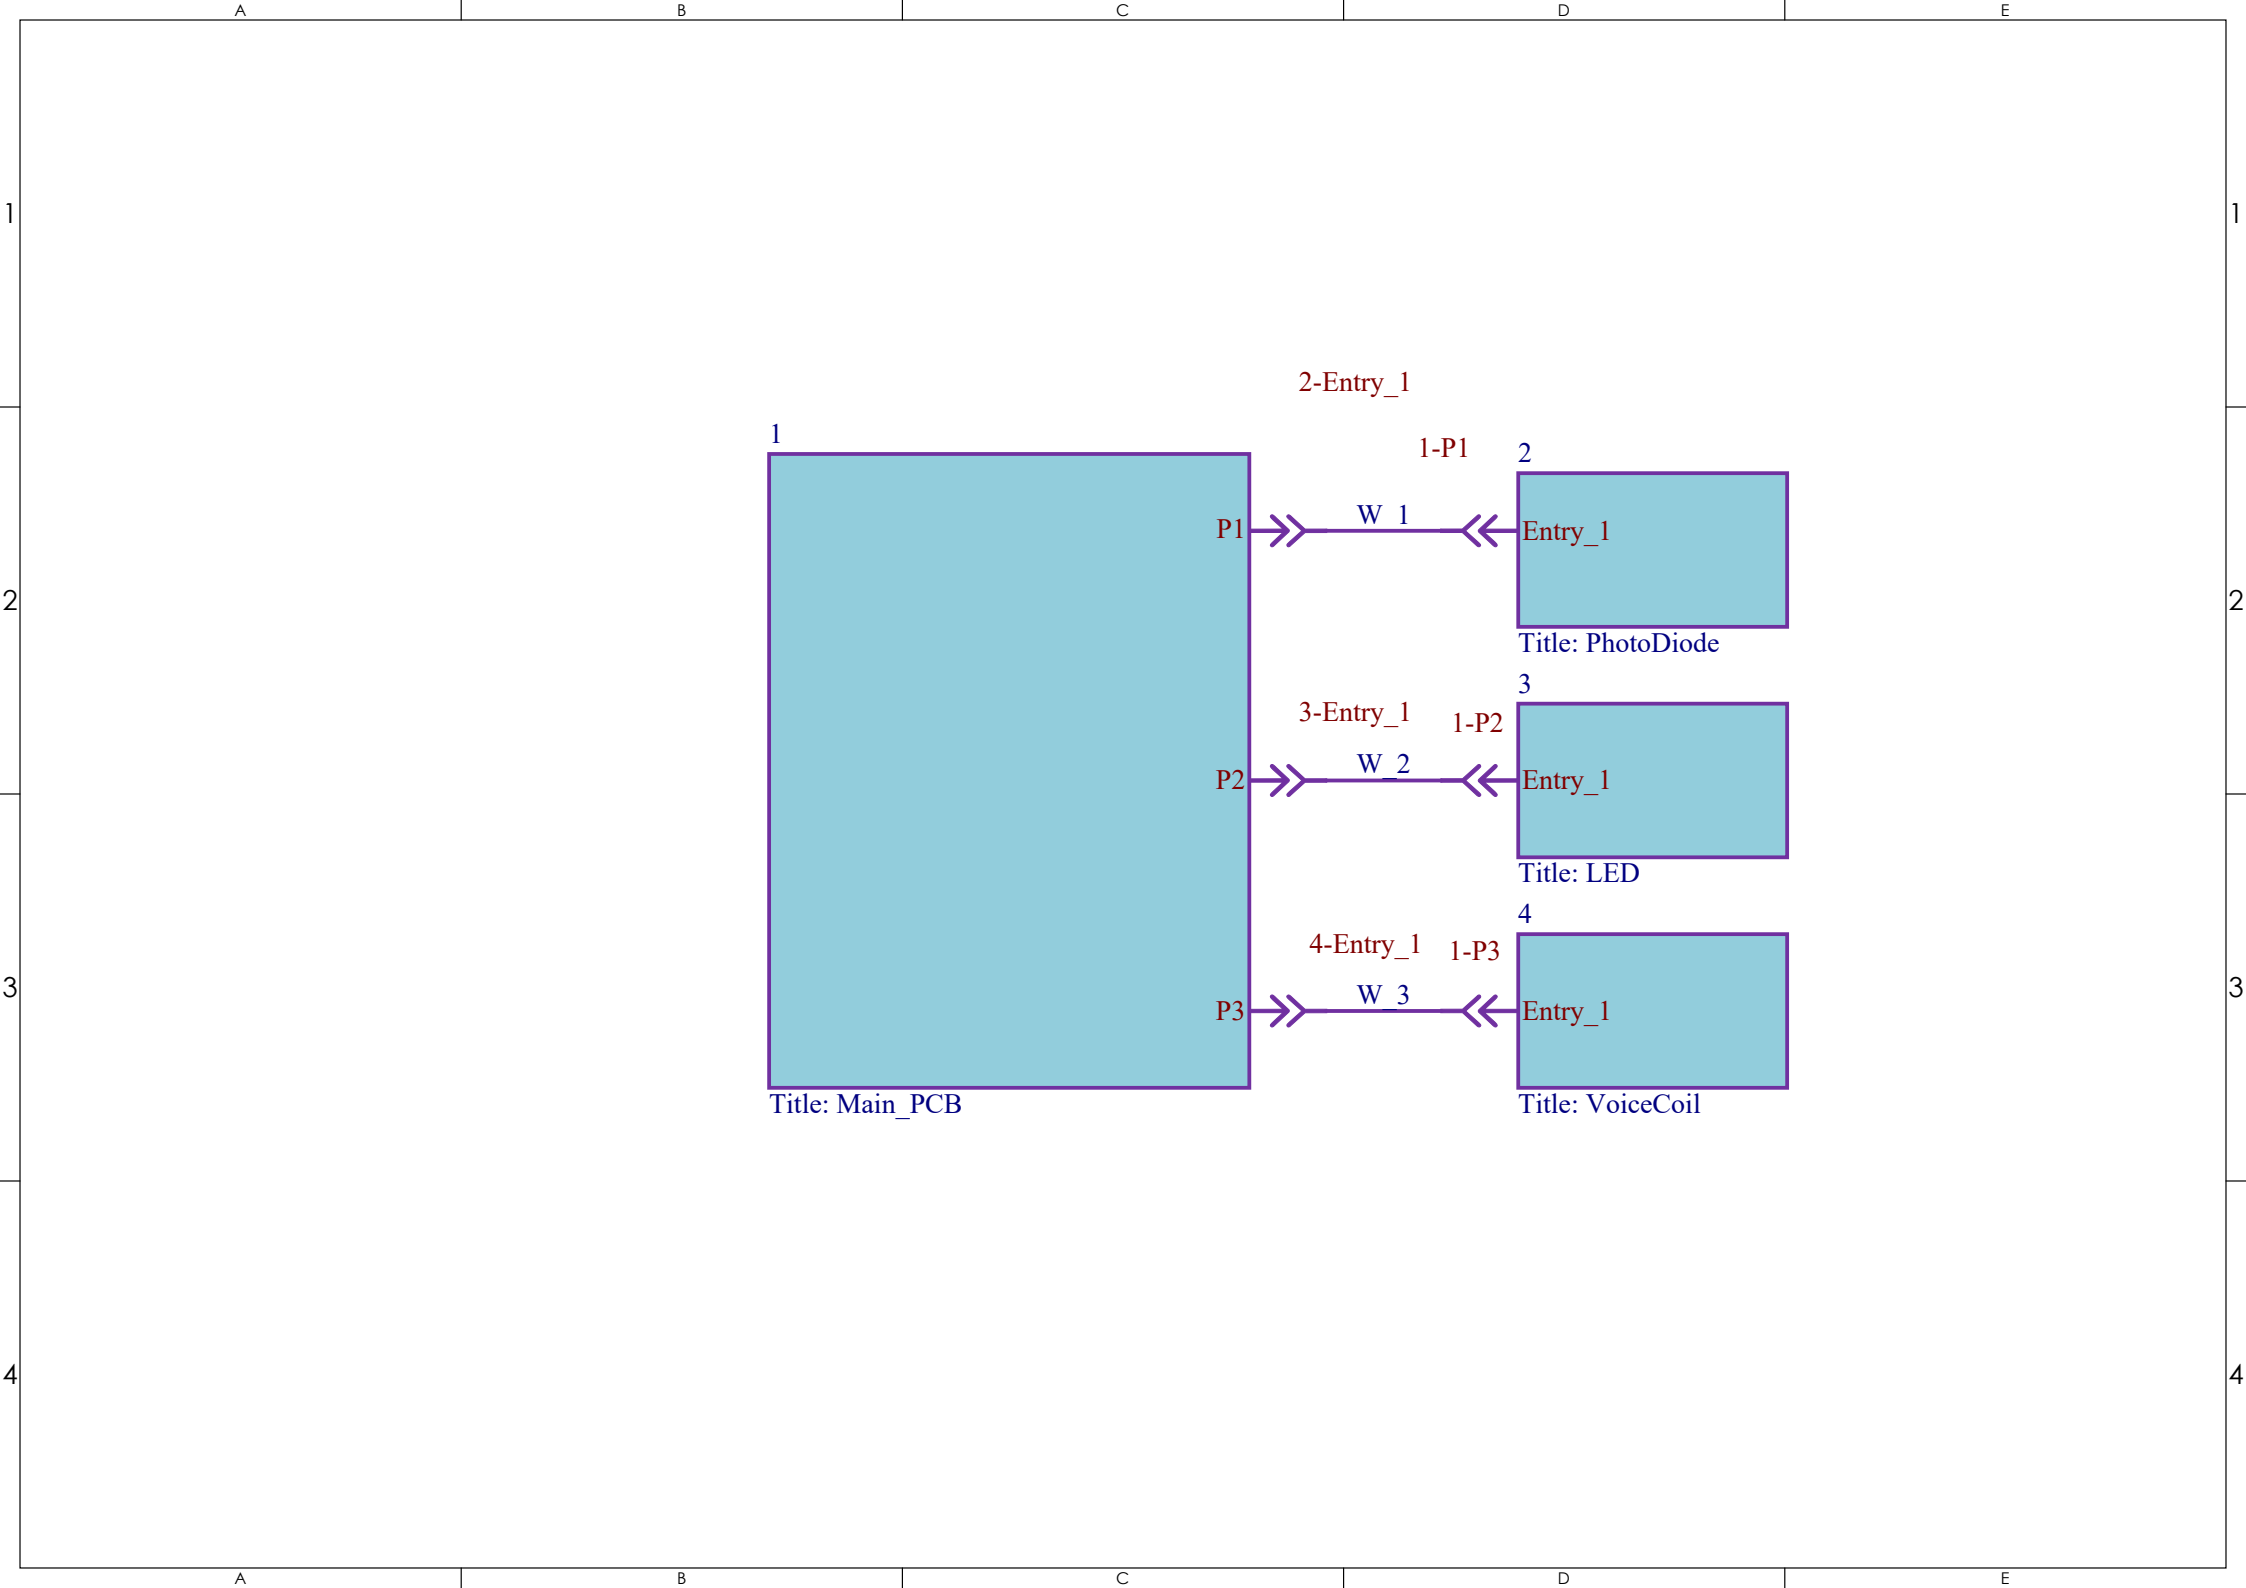 A B C D E
1 1
2-Entry_1
1
1-P1
2
W_1
P1
Entry_1
2 2
Title: PhotoDiode
3
3-Entry_1
1-P2
W_2
P2
Entry_1
Title: LED
4
4-Entry_1
1-P3
3 3
W_3
P3
Entry_1
Title: Main_PCB
Title: VoiceCoil
4 4
A B C D E